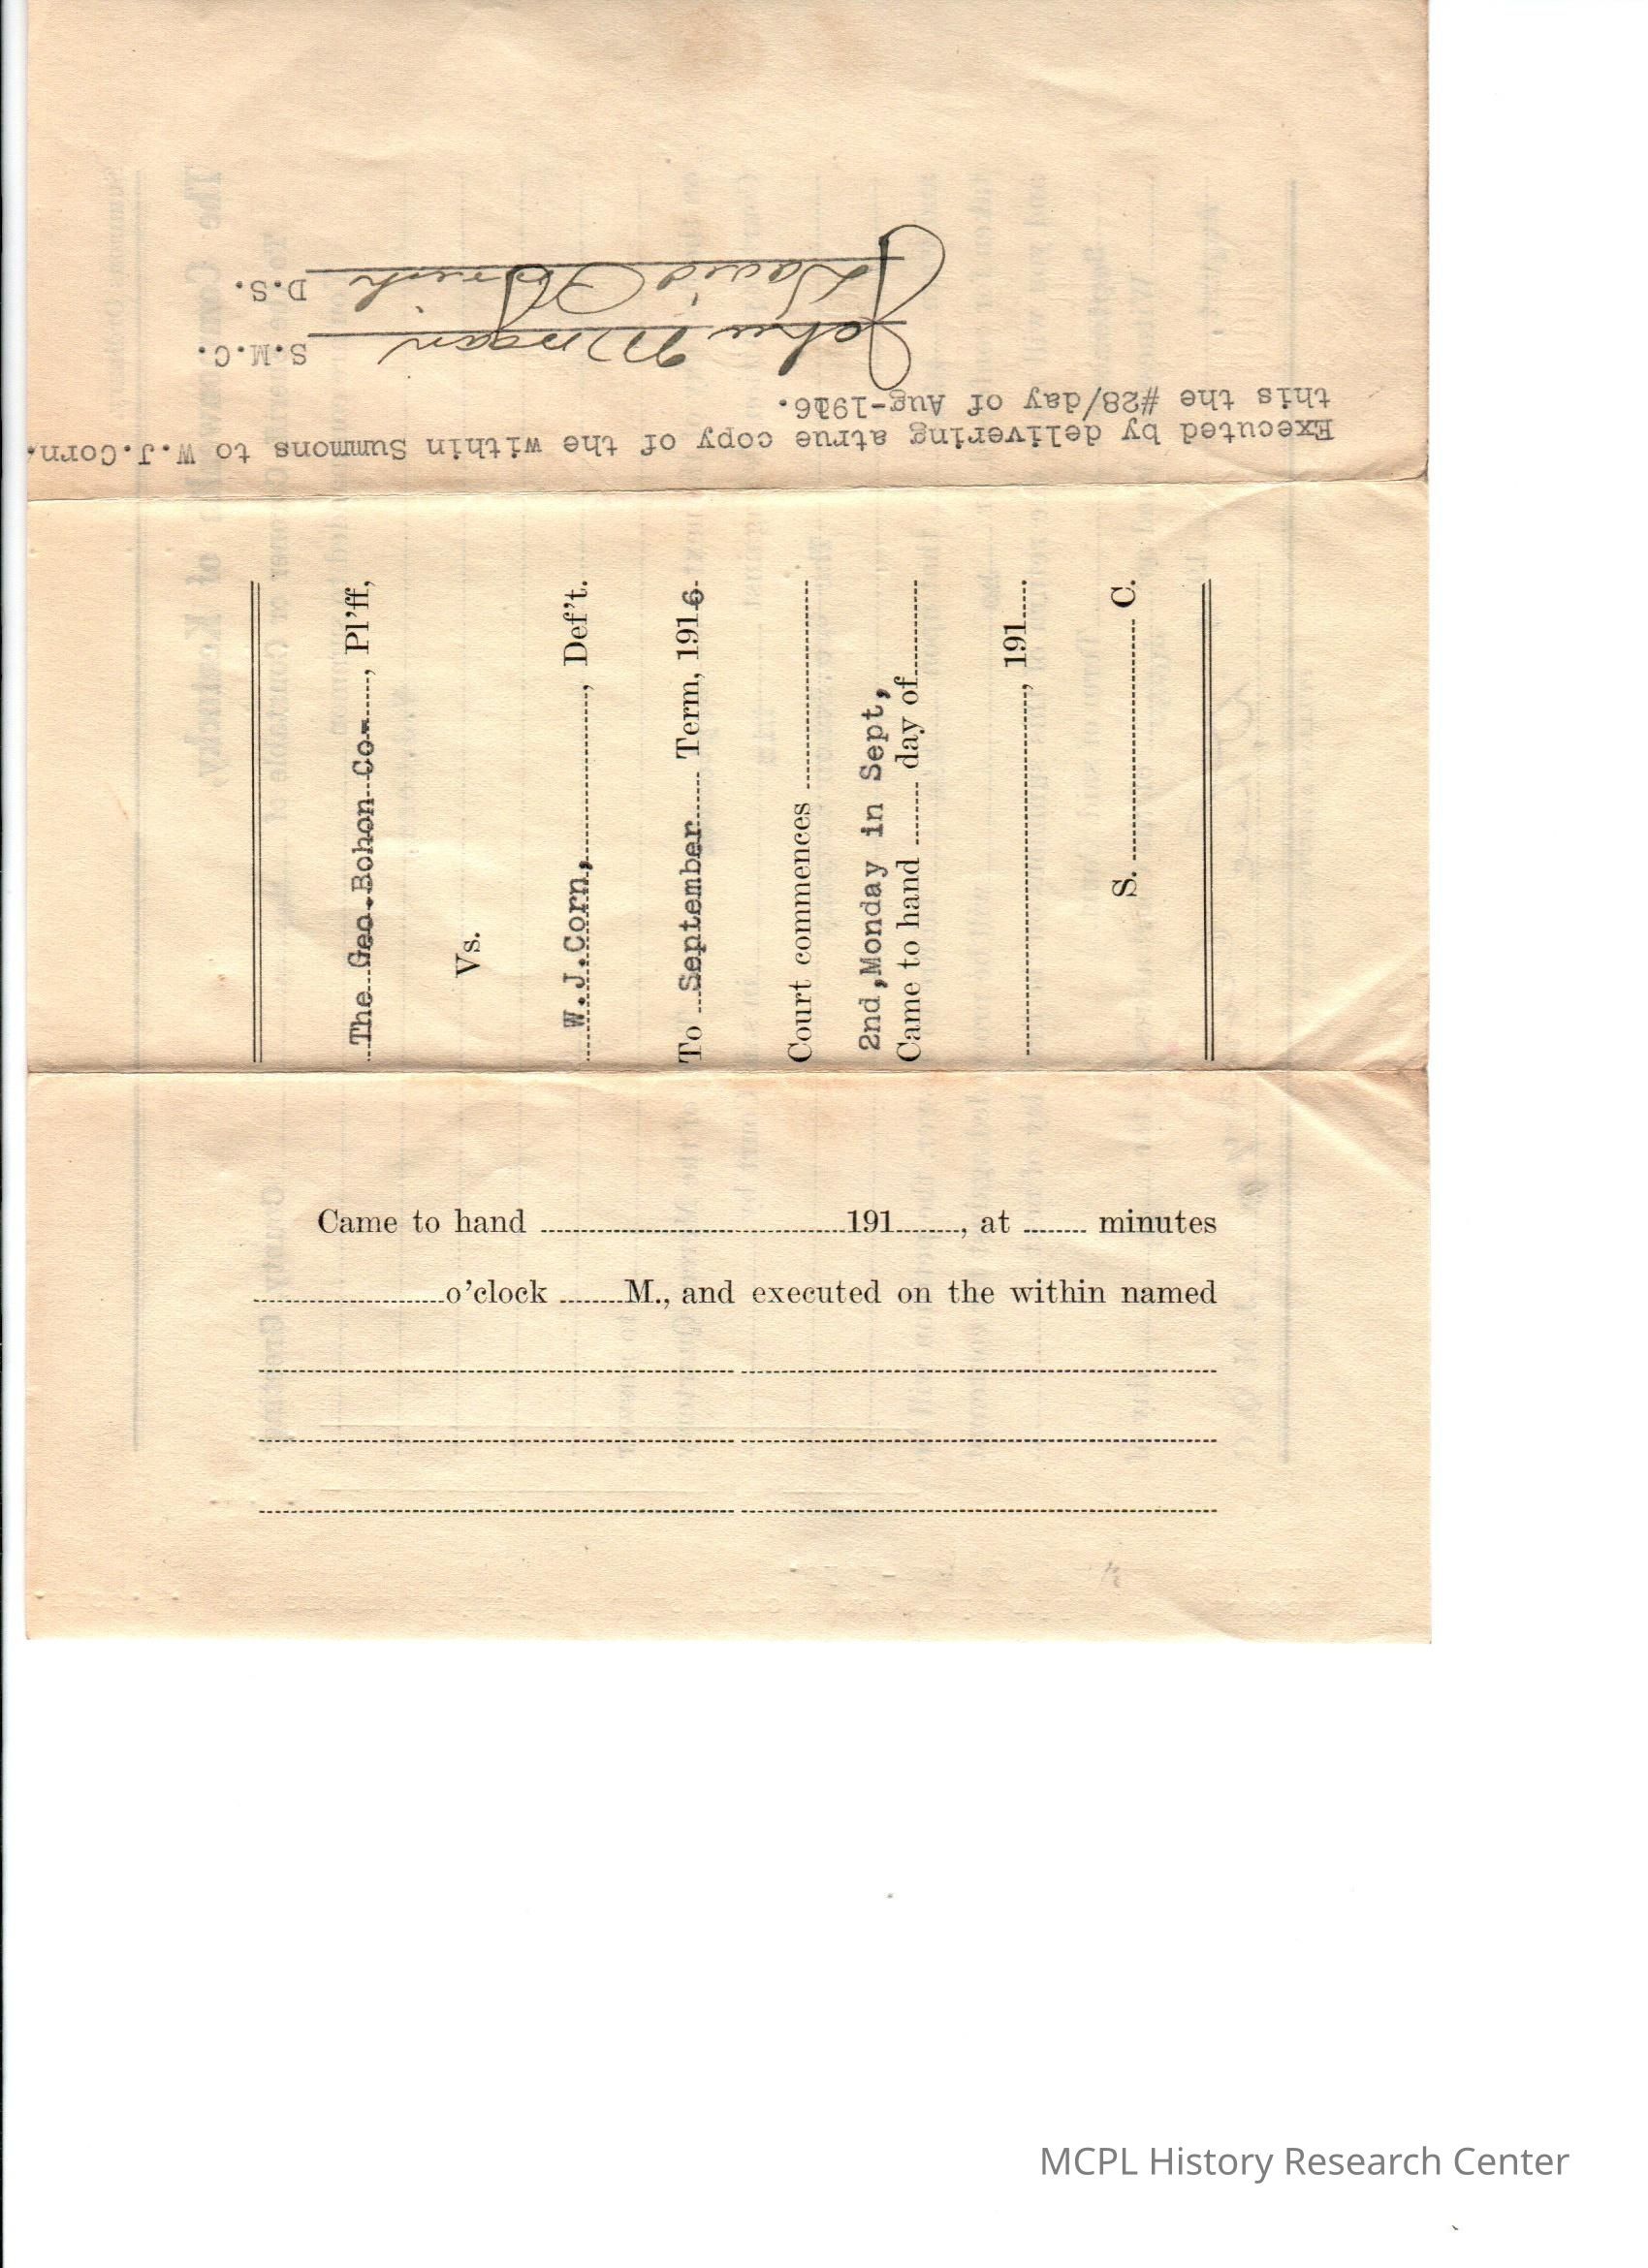 Executed by delivering atrue copy of the within Summons to W.J.Corn.
this the #28/day of Aug-1916.
John Morgan S.M.C.
David D.S.
The Geo.Bohon Co-, Pl'ff,
Vs.
W.J.Corn,, Def't.
To September Term, 1916
Court commences
2nd,Monday in Sept,
Came to hand day of
, 191.
S. C.
Came to hand 191, at minutes
o'clock M., and executed on the within named
MCPL History Research Center